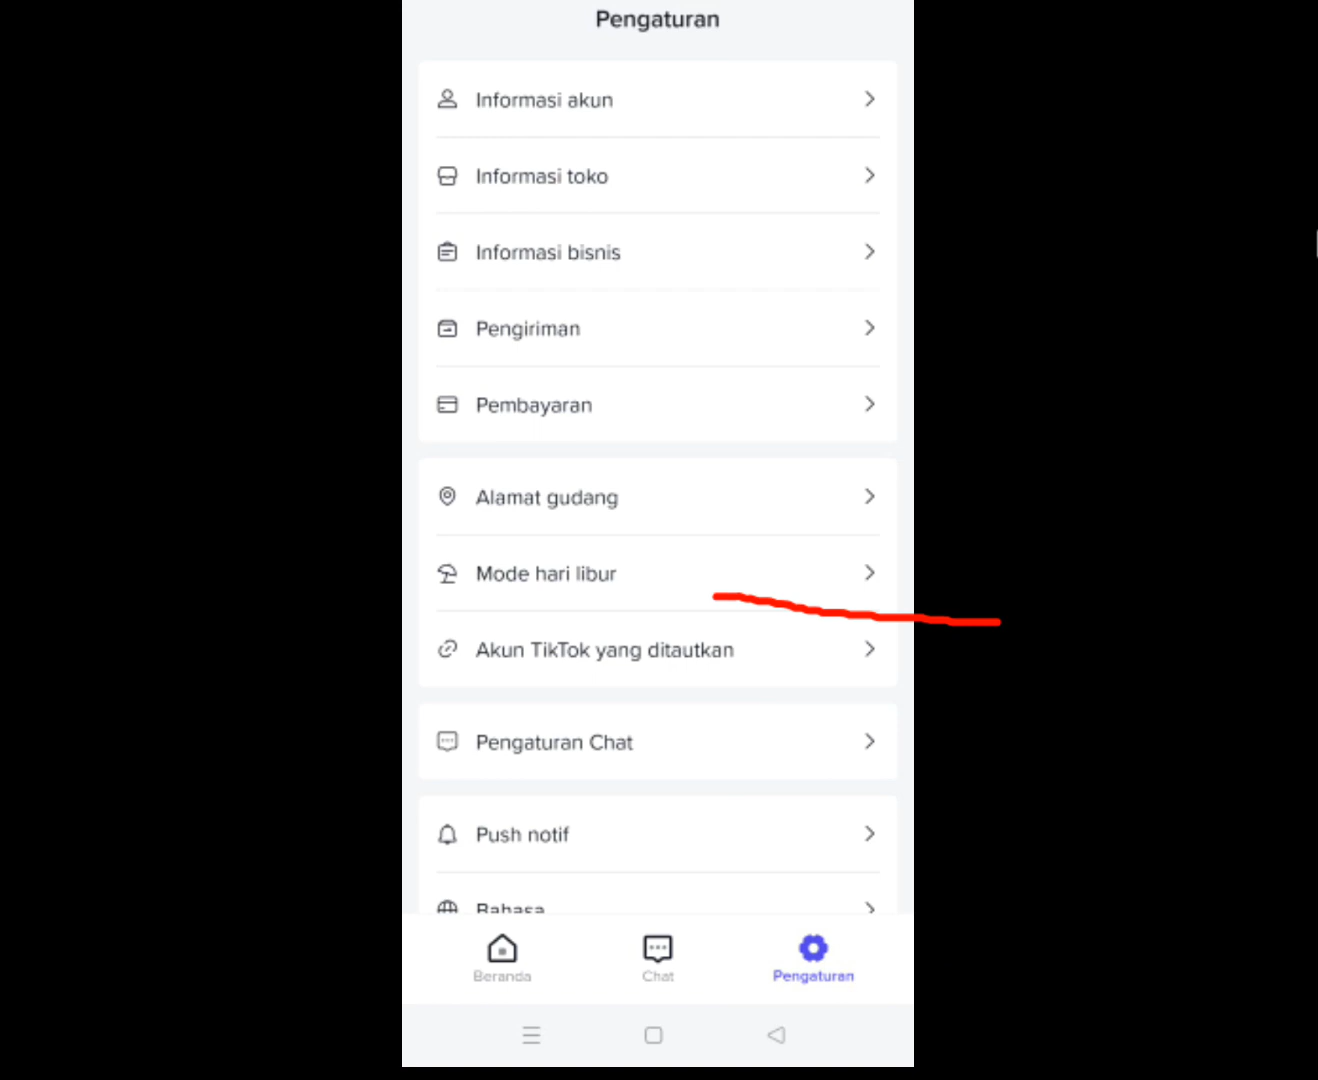 Pengaturan
Informasi akun
Informasi toko
Informasi bisnis
Pengiriman
Pembayaran
Alamat gudang
Mode hari libur
Akun TikTok yang ditautkan
Pengaturan Chat
Push notif
Bahasa
Beranda
Chat
Pengaturan